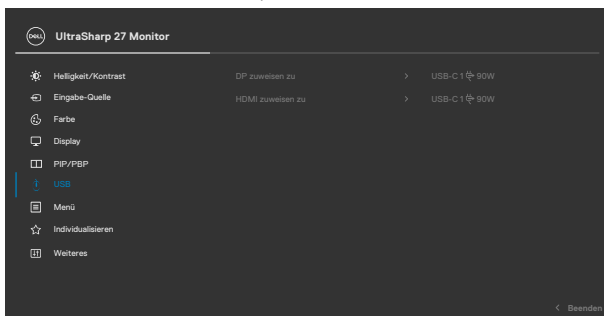 DELL UltraSharp 27 Monitor
Helligkeit/Kontrast DP zuweisen zu > USB-C 1 90W
Eingabe-Quelle HDMI zuweisen zu > USB-C 1 90W
Farbe
Display
PIP/PBP
USB
Menü
Individualisieren
Weiteres
< Beenden